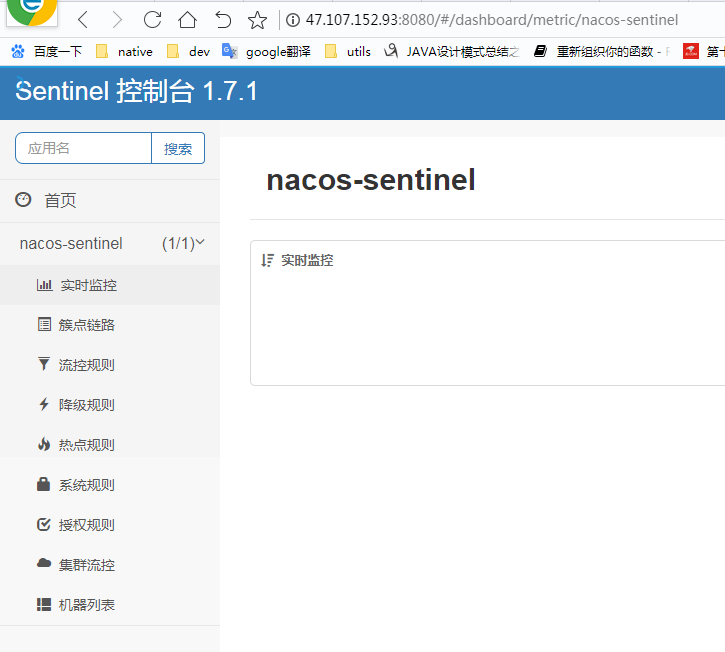 47.107.152.93:8080/#/dashboard/metric/nacos-sentinel
百度一下 native dev google翻译 utils JAVA设计模式总结之 重新组织你的函数 - 第十
Sentinel 控制台 1.7.1
应用名 搜索
首页
nacos-sentinel (1/1)
实时监控
簇点链路
流控规则
降级规则
热点规则
系统规则
授权规则
集群流控
机器列表
nacos-sentinel
实时监控